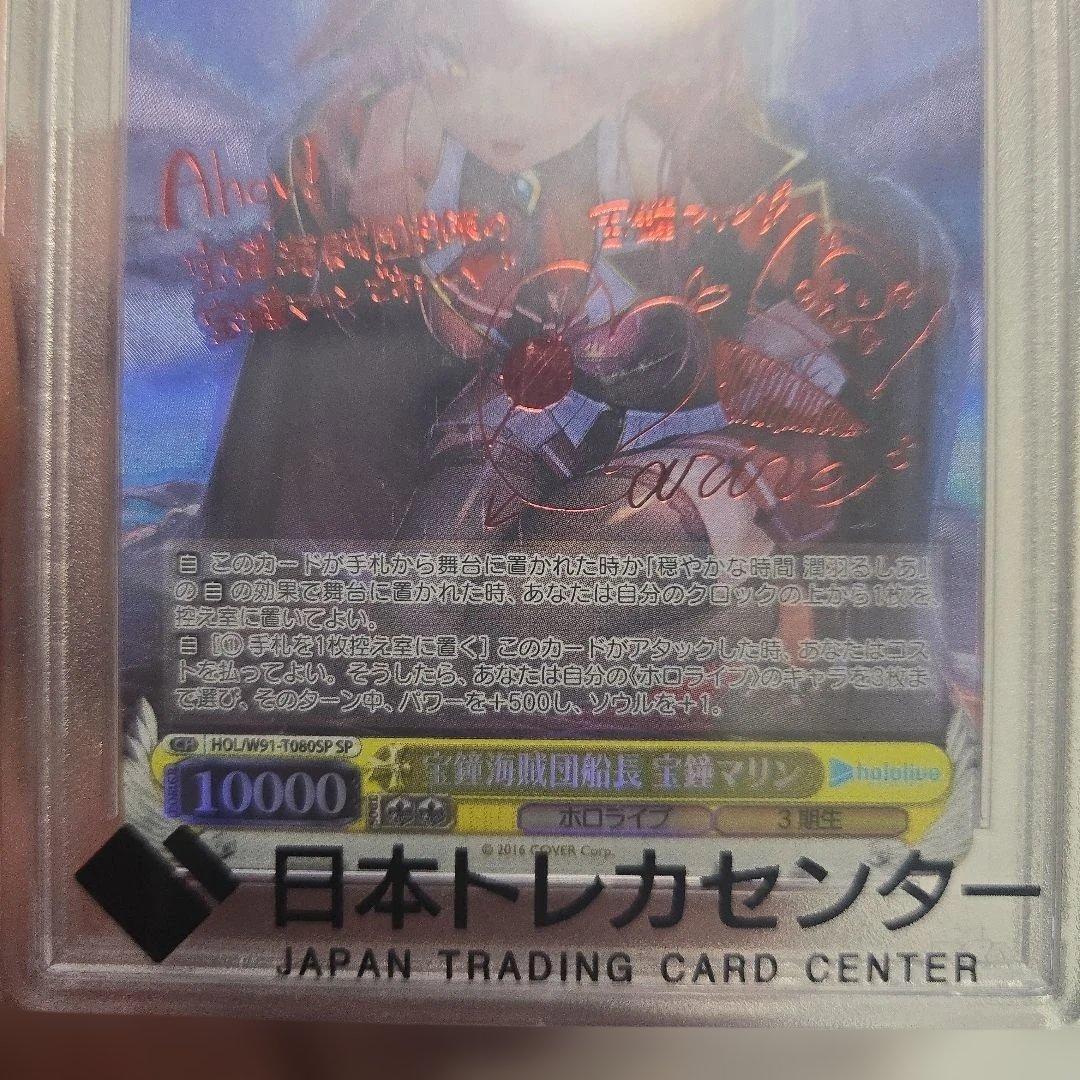 Ahoy!
宝鐘海賊団船長の
宝鐘マリン
宝鐘マリン
arine
自 このカードが手札から舞台に置かれた時か「穏やかな時間 潤羽るしあ」
の 自 の効果で舞台に置かれた時、あなたは自分のクロックの上から1枚を、
控え室に置いてよい。
自 [① 手札を1枚控え室に置く] このカードがアタックした時、あなたはコス
トを払ってよい。そうしたら、あなたは自分の《ホロライブ》のキャラを3枚ま
で選び、そのターン中、パワーを+500し、ソウルを+1。
HOL/W91-T080SP SP
10000 宝鐘海賊団船長 宝鐘マリン hololive
ホロライブ 3期生
© 2016 COVER Corp.
日本トレカセンター
JAPAN TRADING CARD CENTER